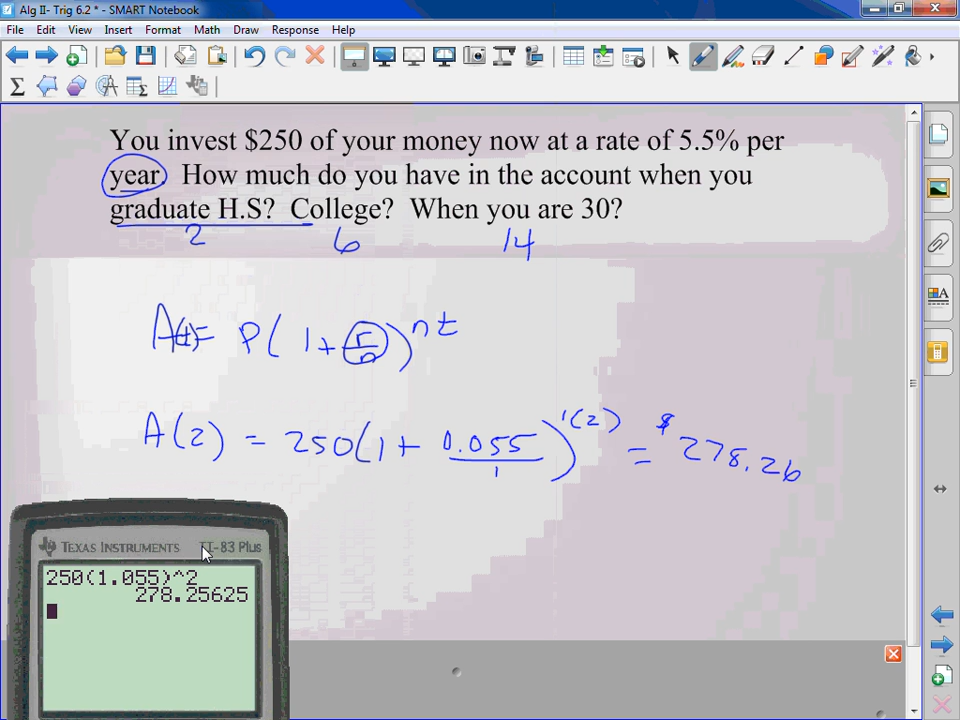 Alg II- Trig 6.2 * - SMART Notebook
File Edit View Insert Format Math Draw Response Help
You invest $250 of your money now at a rate of 5.5% per
year. How much do you have in the account when you
graduate H.S? College? When you are 30?
2 6 14
A(t)= P(1+r/n)^nt
A(2) = 250(1+ 0.055/1)^1(2) = $278.26
TEXAS INSTRUMENTS TI-83 Plus
250(1.055)^2
278.25625